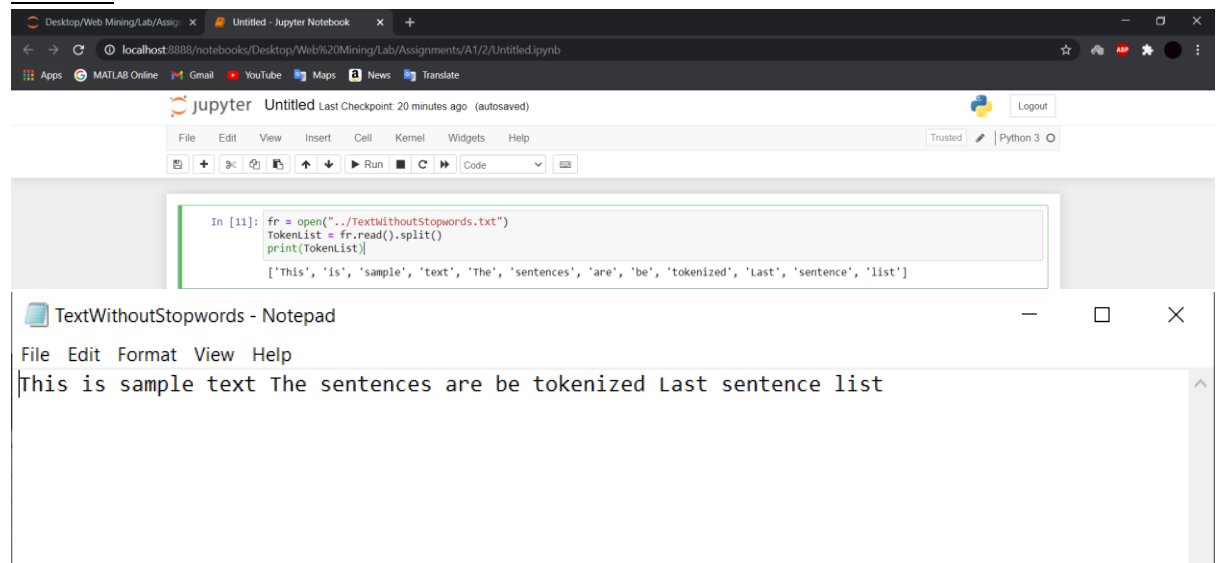 Desktop/Web Mining/Lab/Assign
Untitled - Jupyter Notebook
localhost:8888/notebooks/Desktop/Web%20Mining/Lab/Assignments/A1/2/Untitled.ipynb
ABP
Apps MATLAB Online Gmail YouTube Maps News Translate
jupyter Untitled Last Checkpoint: 20 minutes ago (autosaved)
Logout
File Edit View Insert Cell Kernel Widgets Help
Trusted Python 3
Run Code
In [11]: fr = open("../TextWithoutStopwords.txt")
TokenList = fr.read().split()
print(TokenList)
['This', 'is', 'sample', 'text', 'The', 'sentences', 'are', 'be', 'tokenized', 'Last', 'sentence', 'list']
TextWithoutStopwords - Notepad
File Edit Format View Help
This is sample text The sentences are be tokenized Last sentence list